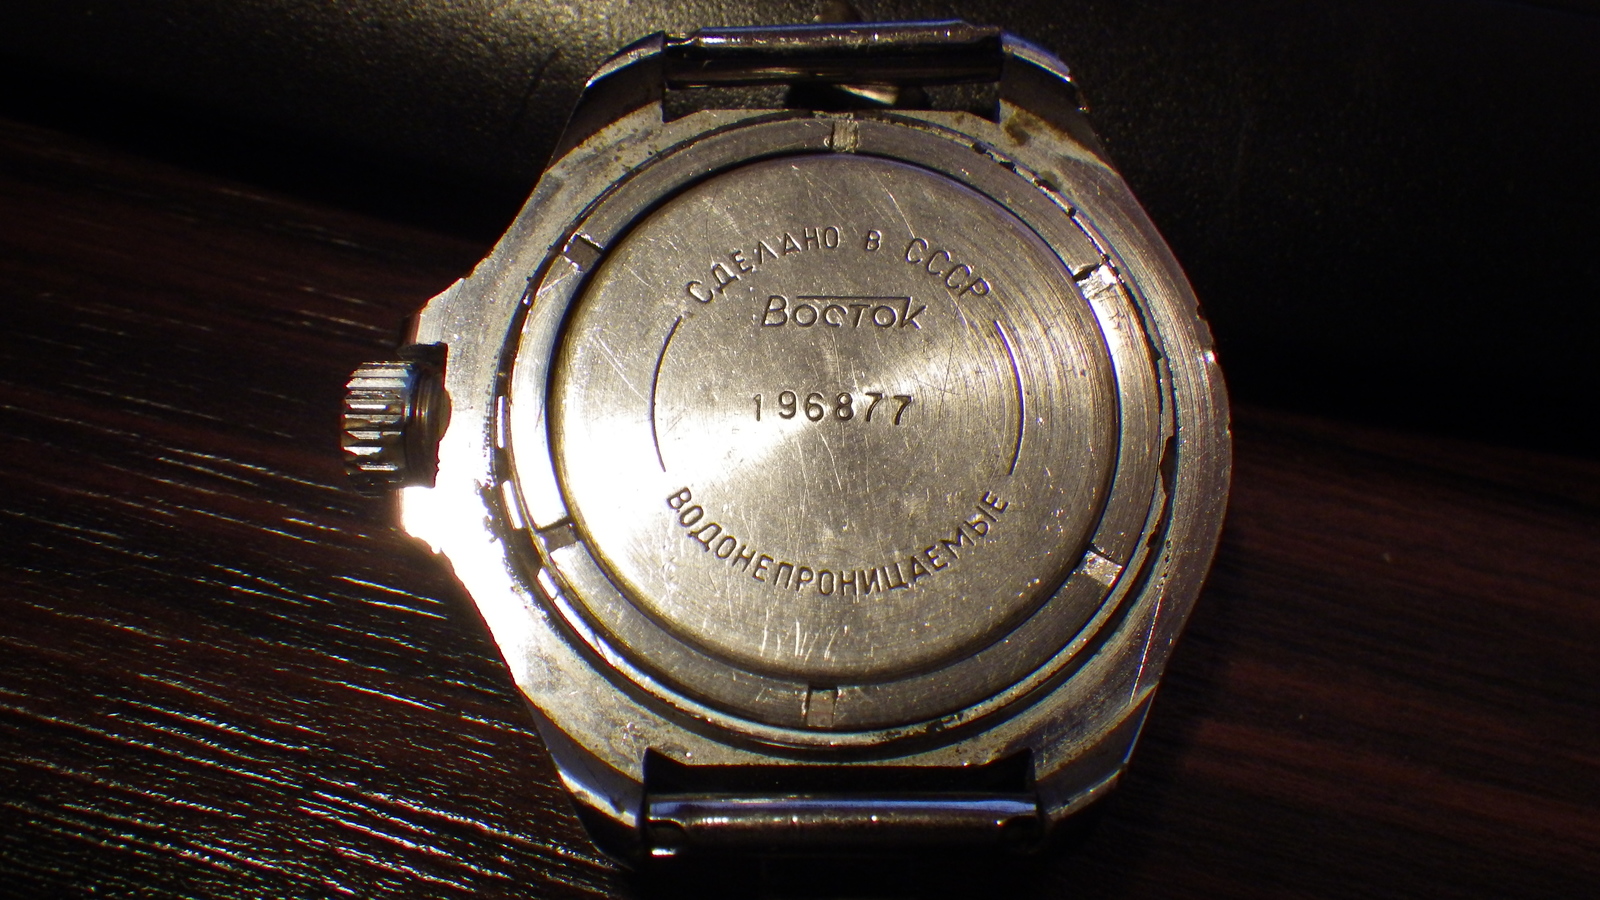 СДЕЛАНО В СССР
Восток
196877
ВОДОНЕПРОНИЦАЕМЫЕ